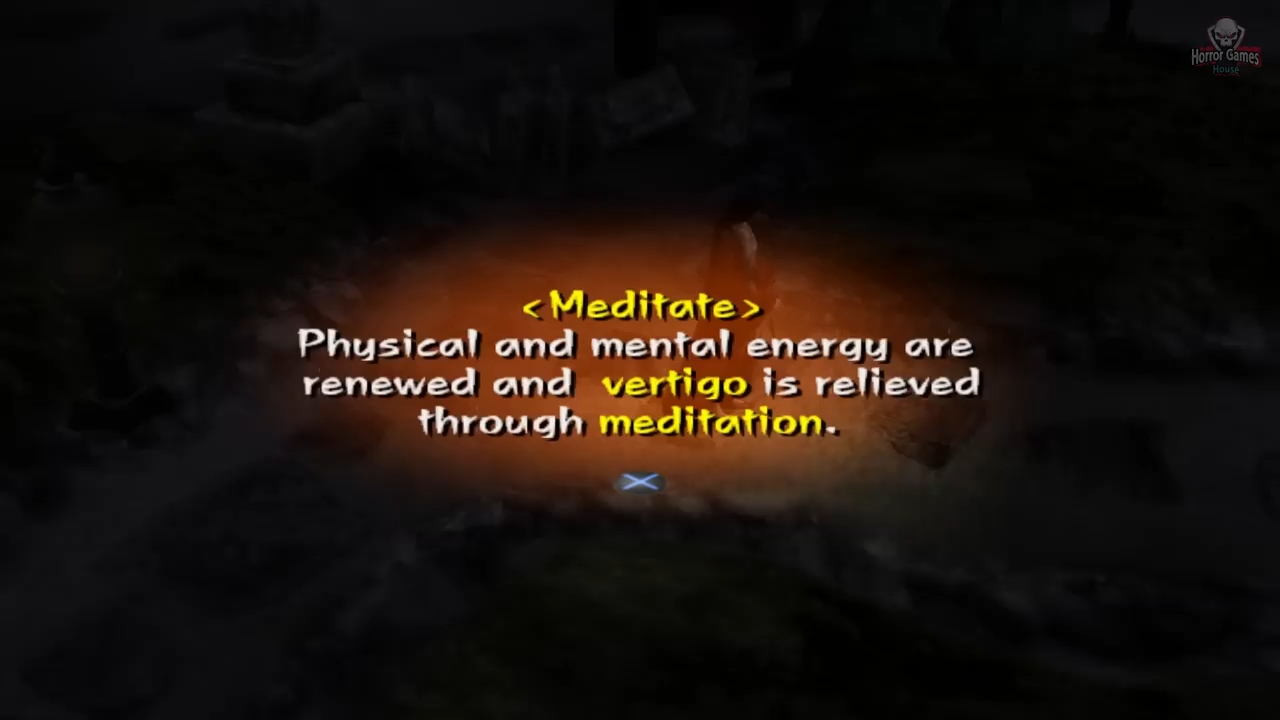 Horror Games
House
<Meditate>
Physical and mental energy are
renewed and vertigo is relieved
through meditation.